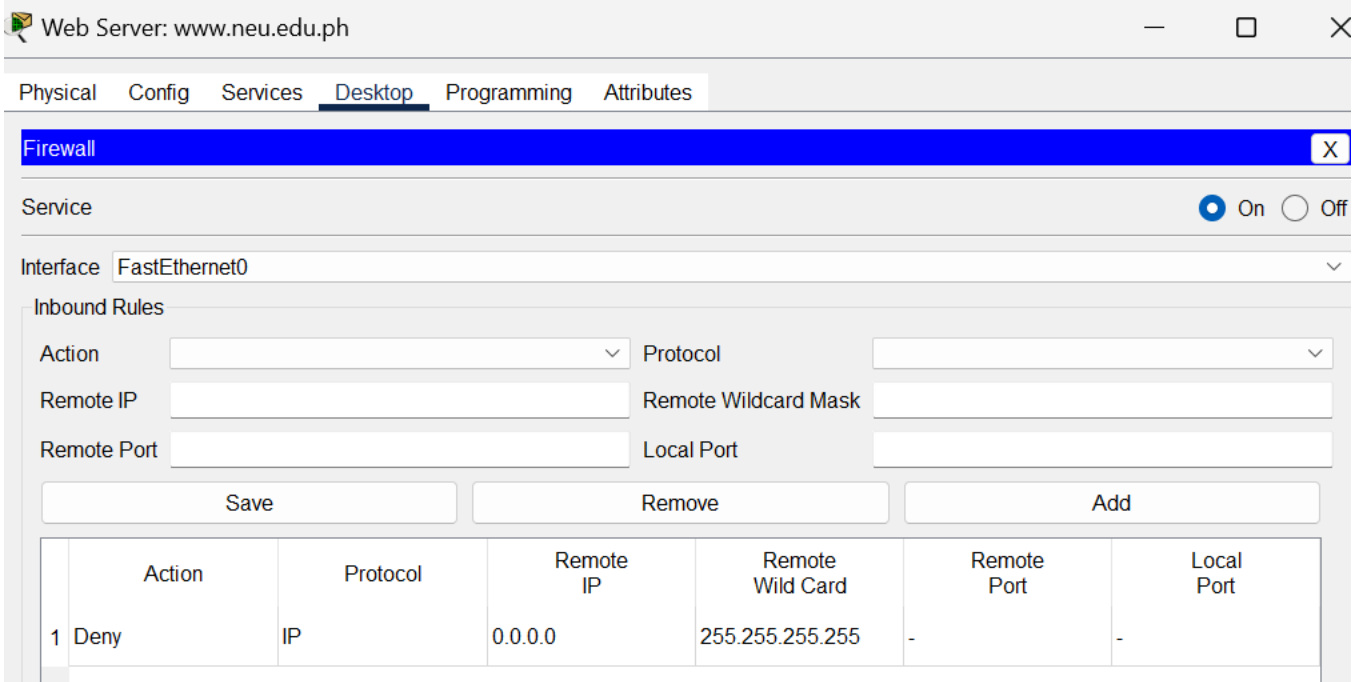 Web Server: www.neu.edu.ph
Physical Config Services Desktop Programming Attributes
Firewall X
Service On Off
Interface FastEthernet0
Inbound Rules
Action Protocol
Remote IP Remote Wildcard Mask
Remote Port Local Port
Save Remove Add
Action Protocol Remote IP Remote Wild Card Remote Port Local Port
1 Deny IP 0.0.0.0 255.255.255.255 - -